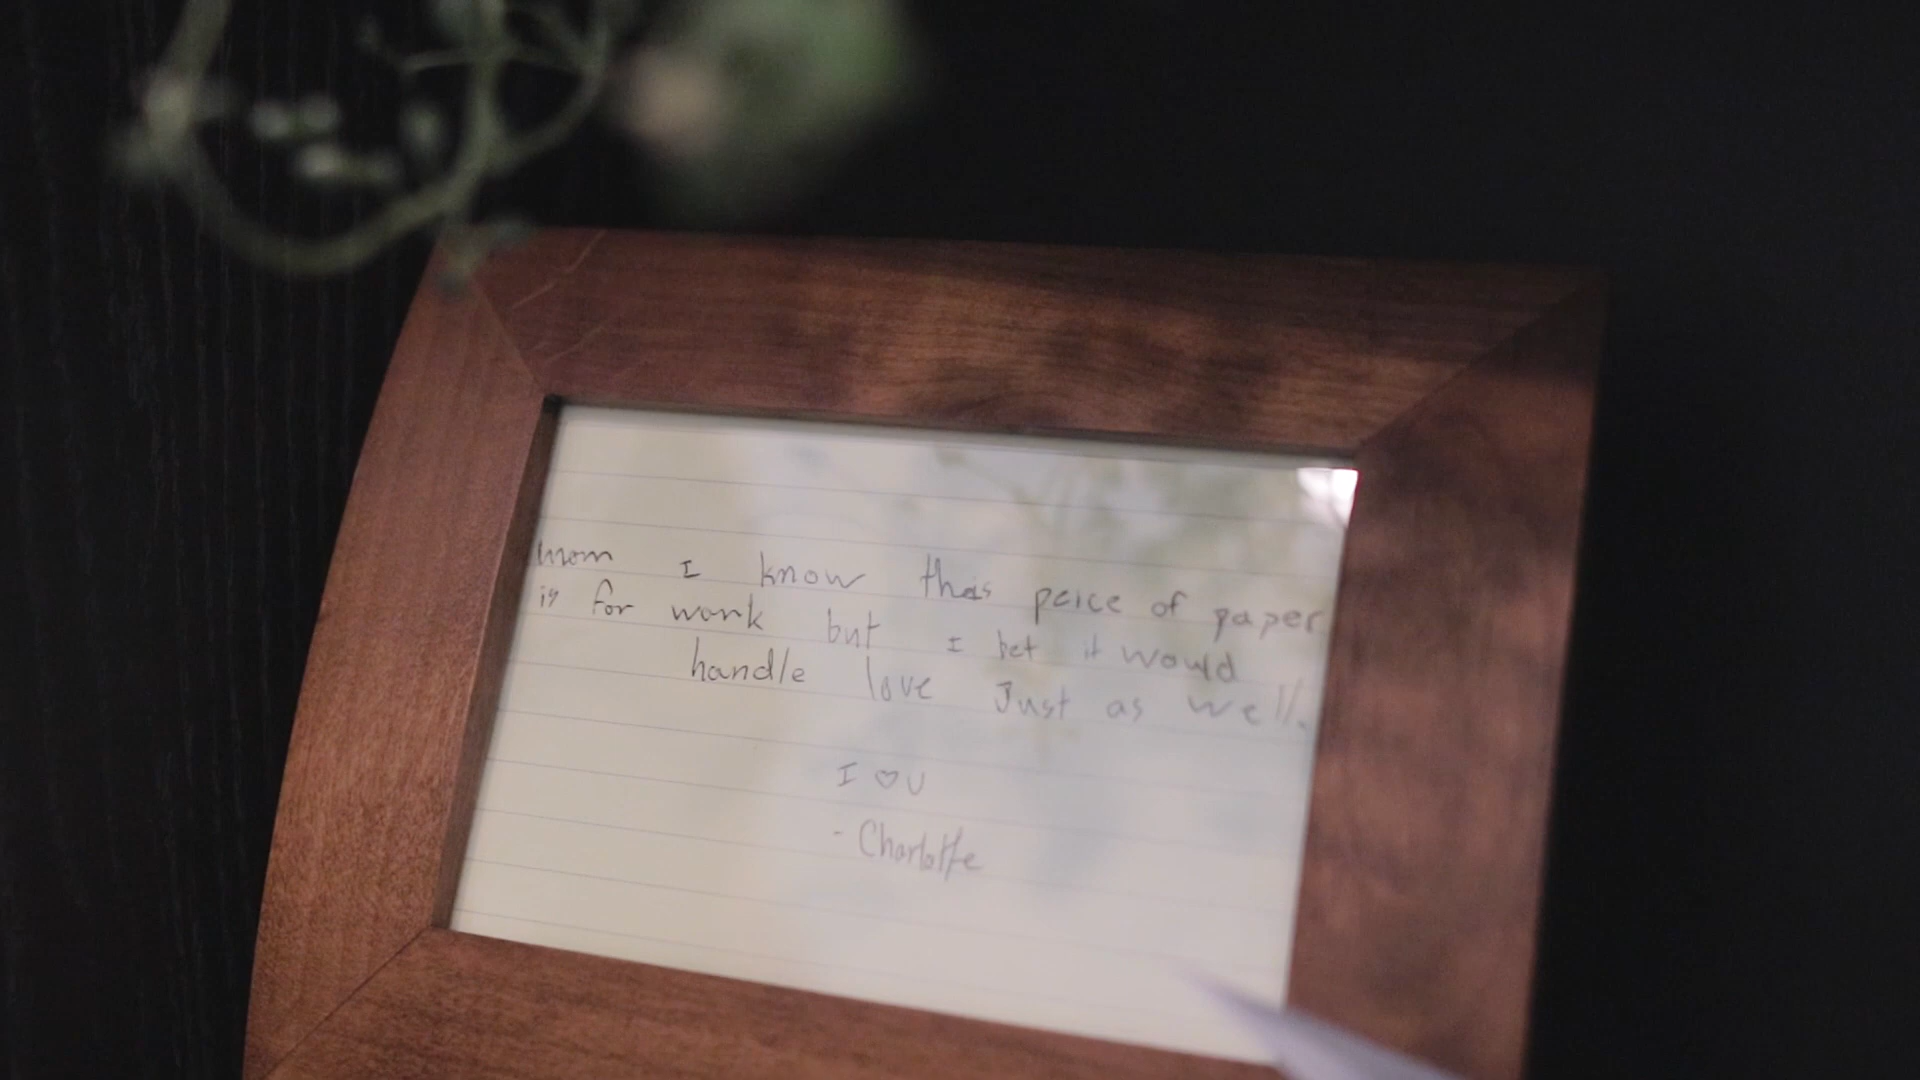 mom I know this peice of paper
is for work but I bet it would
handle love Just as well.
I ♡ U
- Charlotte